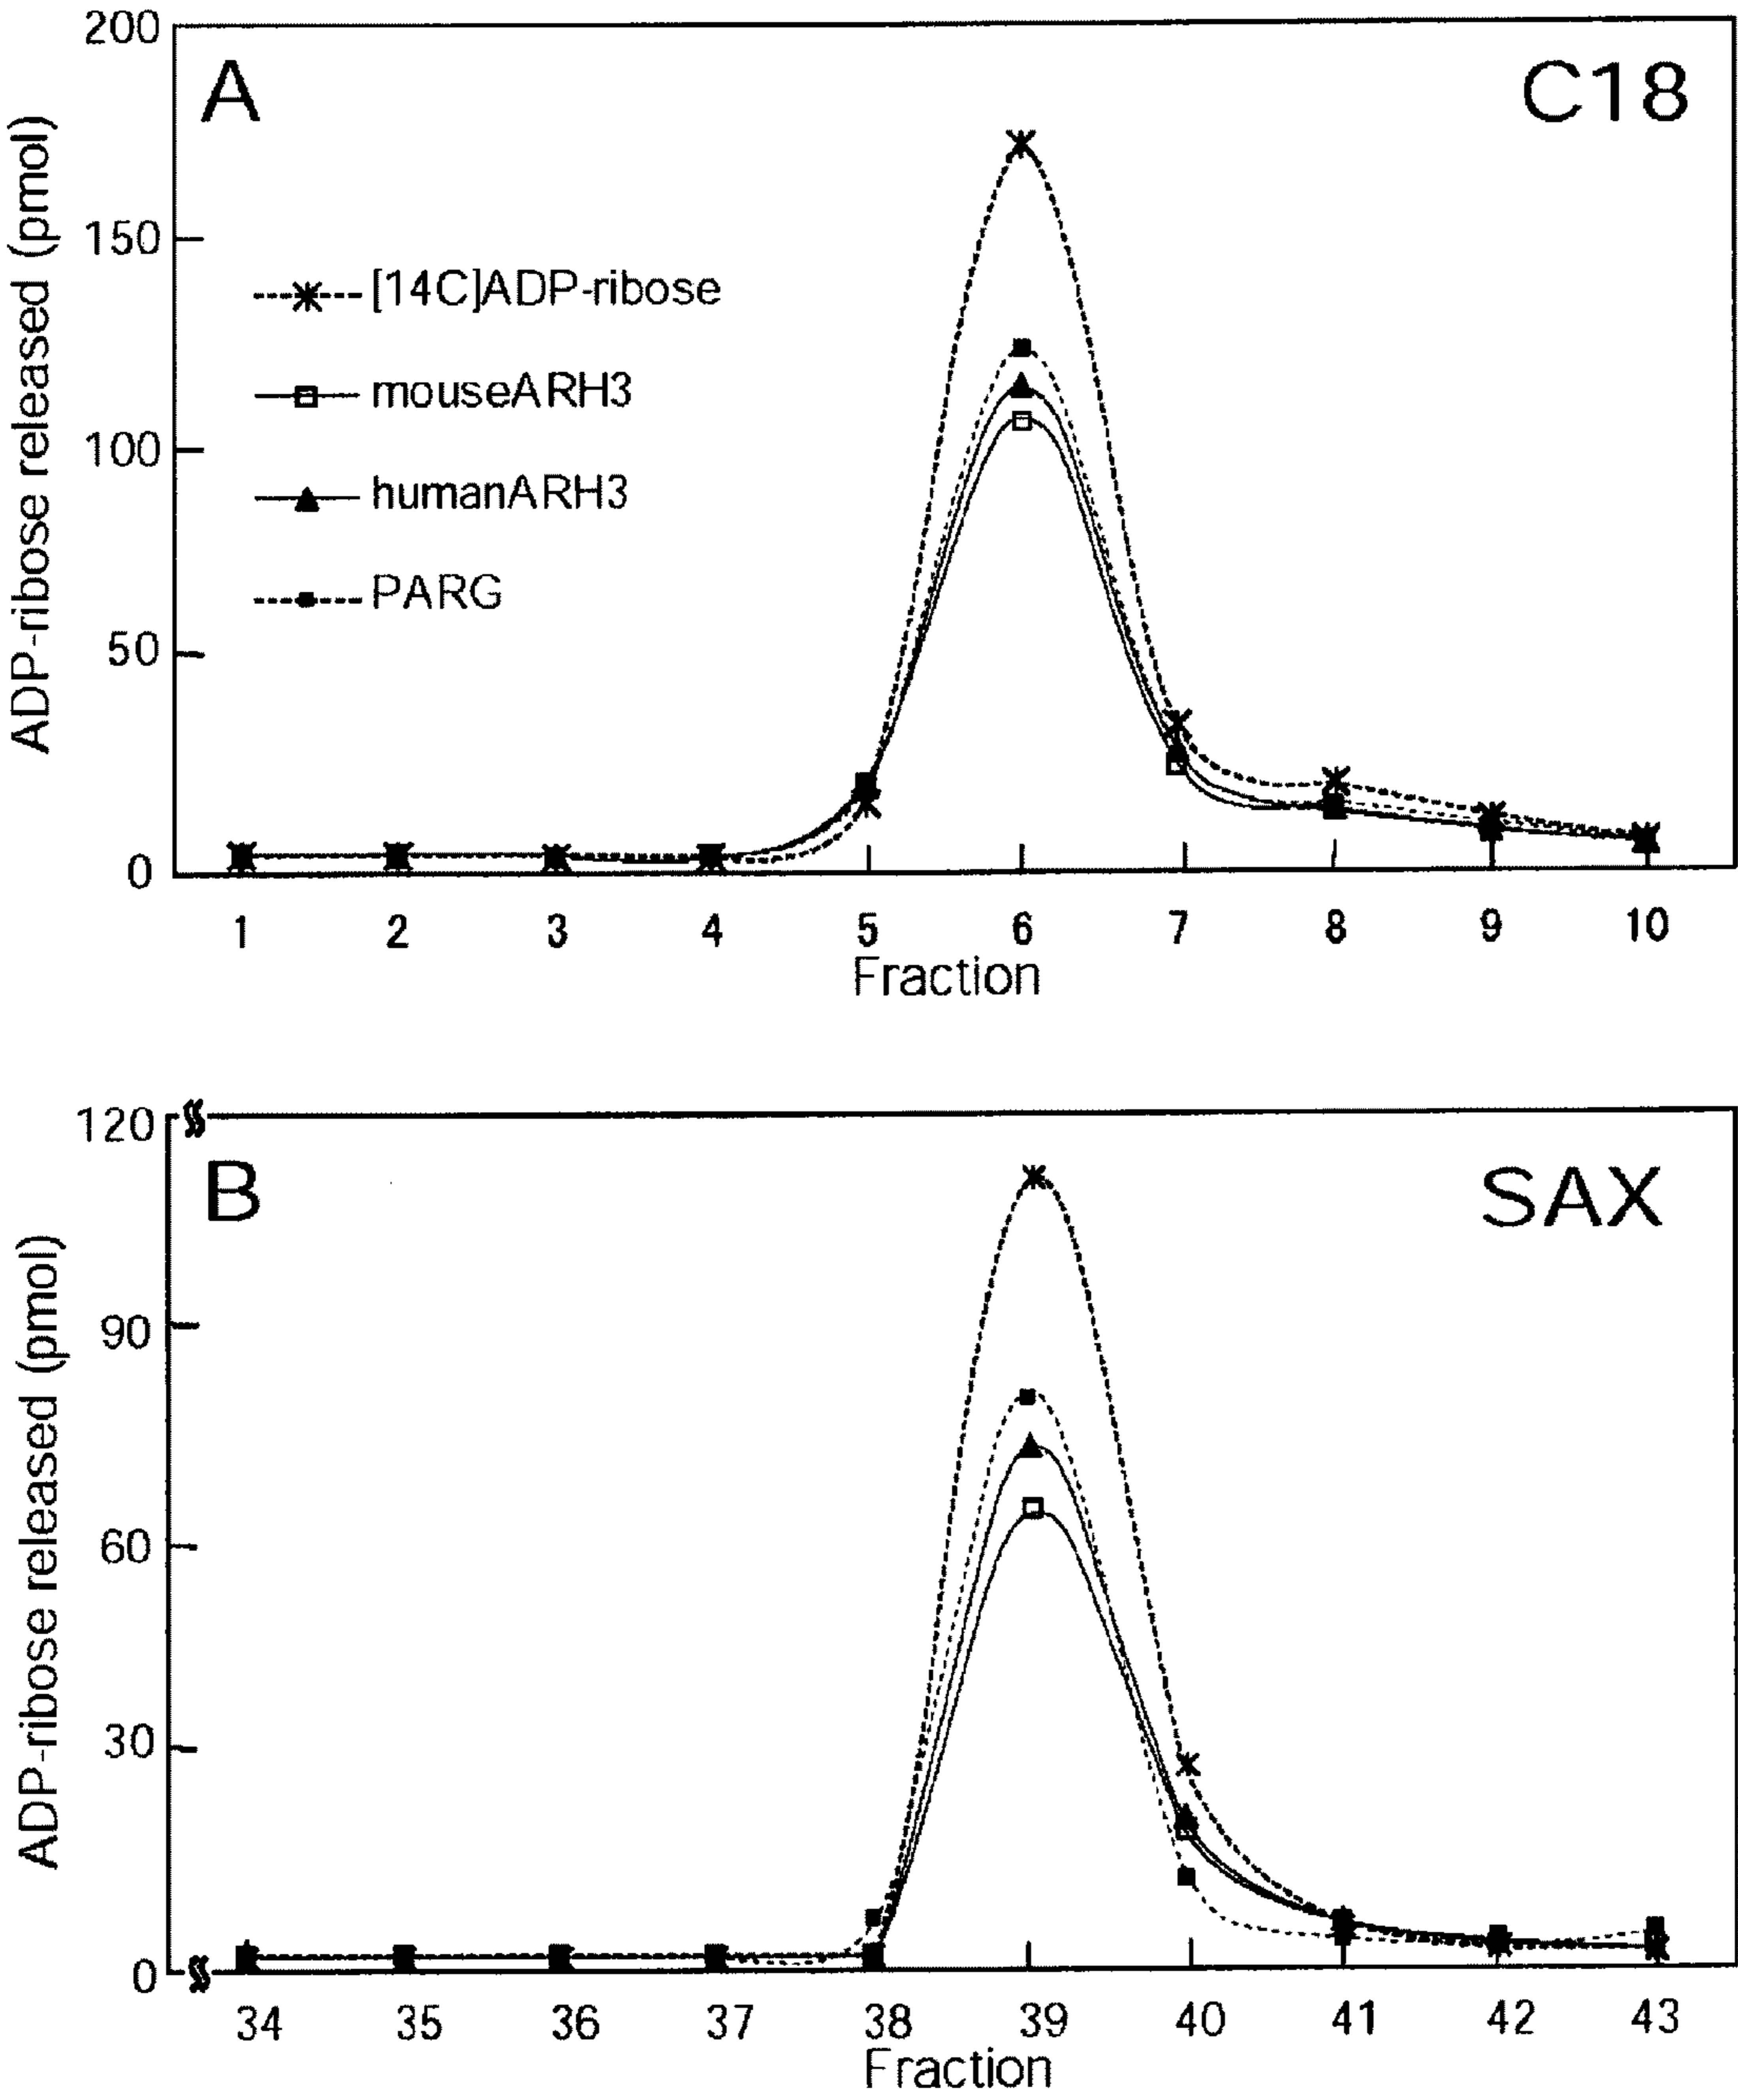 200
A
C18
150
[14C]ADP-ribose
mouseARH3
100
humanARH3
PARG
50
0
ADP-ribose released (pmol)
1 2 3 4 5 6 7 8 9 10
Fraction
120
B
SAX
90
60
30
0
ADP-ribose released (pmol)
34 35 36 37 38 39 40 41 42 43
Fraction